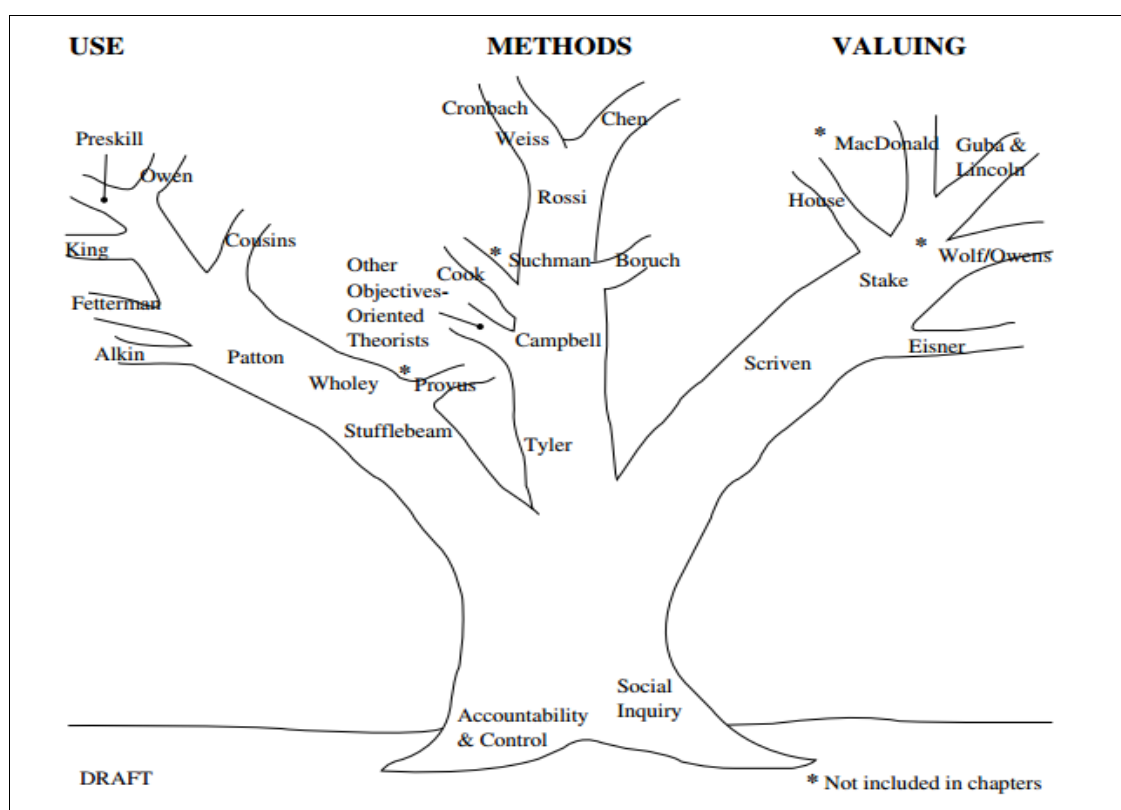 USE
METHODS
VALUING
Preskill
Owen
King
Cousins
Fetterman
Alkin
Patton
Wholey
* Provus
Stufflebeam
Other
Objectives-
Oriented
Theorists
Cronbach
Weiss
Chen
Rossi
* Suchman
Boruch
Cook
Campbell
Tyler
* MacDonald
Guba &
Lincoln
House
* Wolf/Owens
Stake
Eisner
Scriven
Social
Inquiry
Accountability
& Control
DRAFT
* Not included in chapters